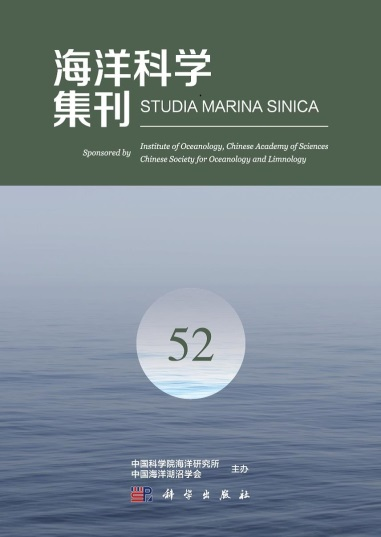 海洋科学
集刊 STUDIA MARINA SINICA
Sponsored by
Institute of Oceanology, Chinese Academy of Sciences
Chinese Society for Oceanology and Limnology
52
中国科学院海洋研究所
中国海洋湖沼学会
主办
科学出版社